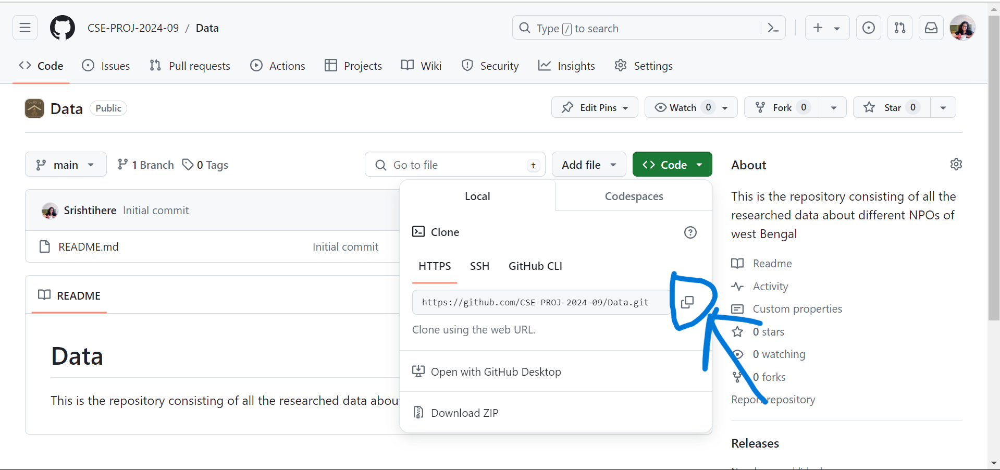 CSE-PROJ-2024-09 / Data
Type / to search
Code Issues Pull requests Actions Projects Wiki Security Insights Settings
Data Public
Edit Pins Watch 0 Fork 0 Star 0
main 1 Branch 0 Tags
Go to file t Add file Code
Local Codespaces
Srishtihere Initial commit
README.md Initial commit
Clone
HTTPS SSH GitHub CLI
https://github.com/CSE-PROJ-2024-09/Data.git
Clone using the web URL.
Open with GitHub Desktop
Download ZIP
README
Data
This is the repository consisting of all the researched data abou
About
This is the repository consisting of all the
researched data about different NPOs of
west Bengal
Readme
Activity
Custom properties
0 stars
0 watching
0 forks
Report repository
Releases